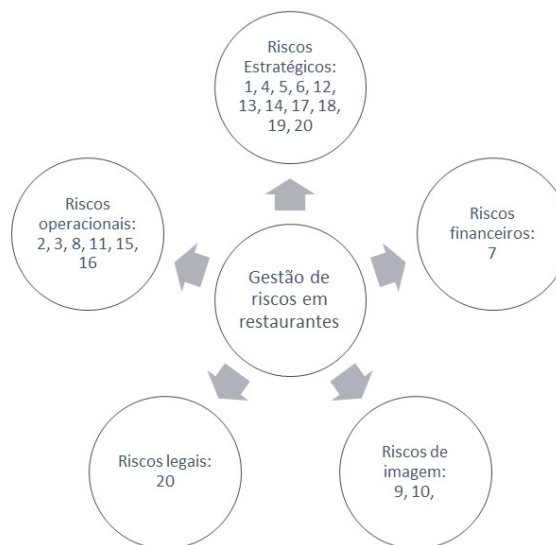 Riscos
Estratégicos:
1, 4, 5, 6, 12,
13, 14, 17, 18,
19, 20
Riscos
operacionais:
2, 3, 8, 11, 15,
16
Riscos
financeiros:
7
Gestão de
riscos em
restaurantes
Riscos legais:
20
Riscos de
imagem:
9, 10,